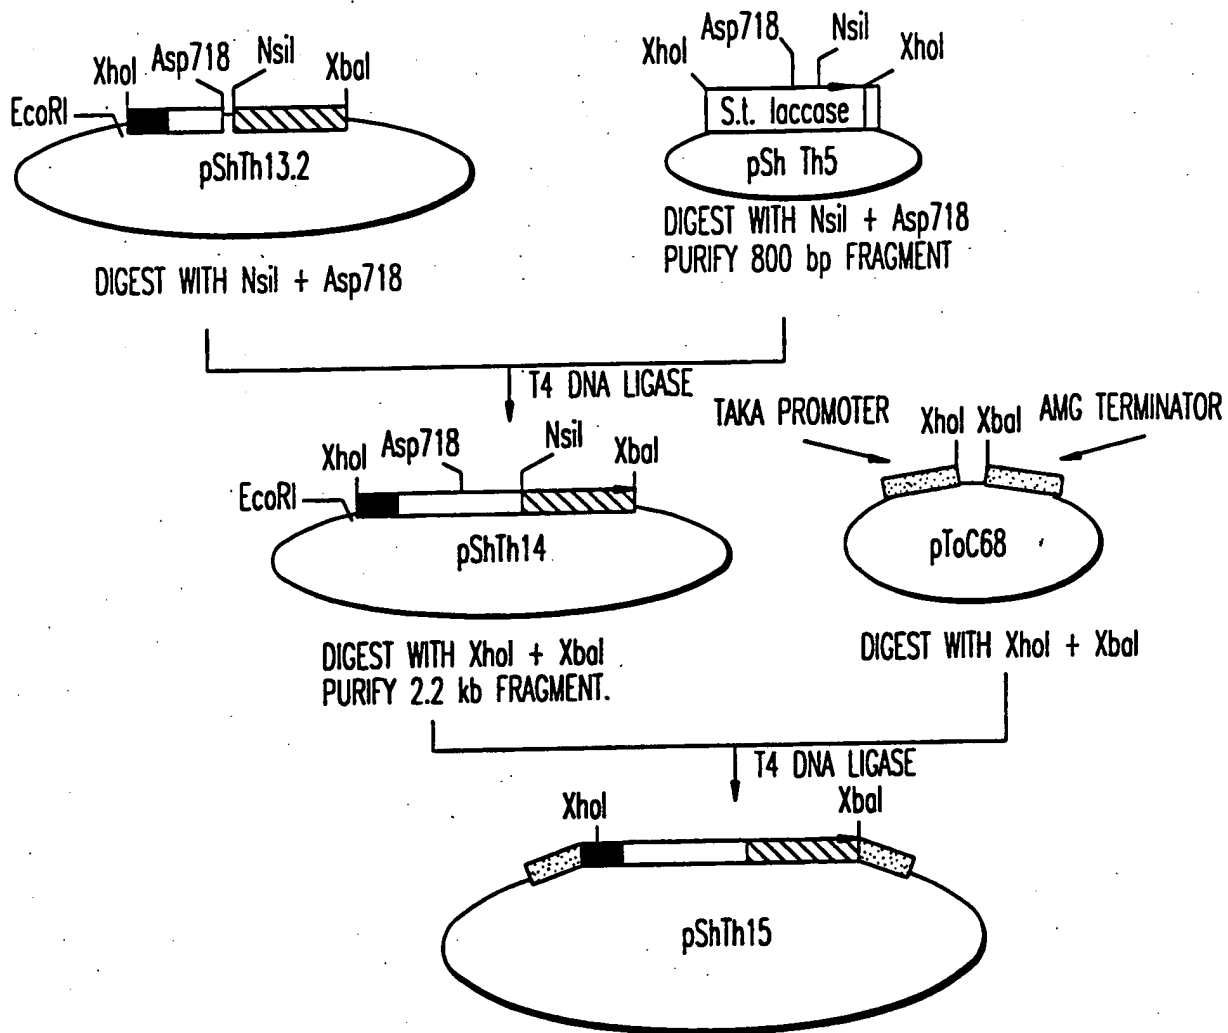 XhoI
Asp718
NsiI
XbaI
EcoRI
pShTh13.2
DIGEST WITH NsiI + Asp718
XhoI
Asp718
NsiI
XhoI
S.t. laccase
pSh Th5
DIGEST WITH NsiI + Asp718
PURIFY 800 bp FRAGMENT
T4 DNA LIGASE
XhoI
Asp718
NsiI
XbaI
EcoRI
pShTh14
DIGEST WITH XhoI + XbaI
PURIFY 2.2 kb FRAGMENT.
TAKA PROMOTER
XhoI
XbaI
AMG TERMINATOR
pToC68
DIGEST WITH XhoI + XbaI
T4 DNA LIGASE
XhoI
XbaI
pShTh15